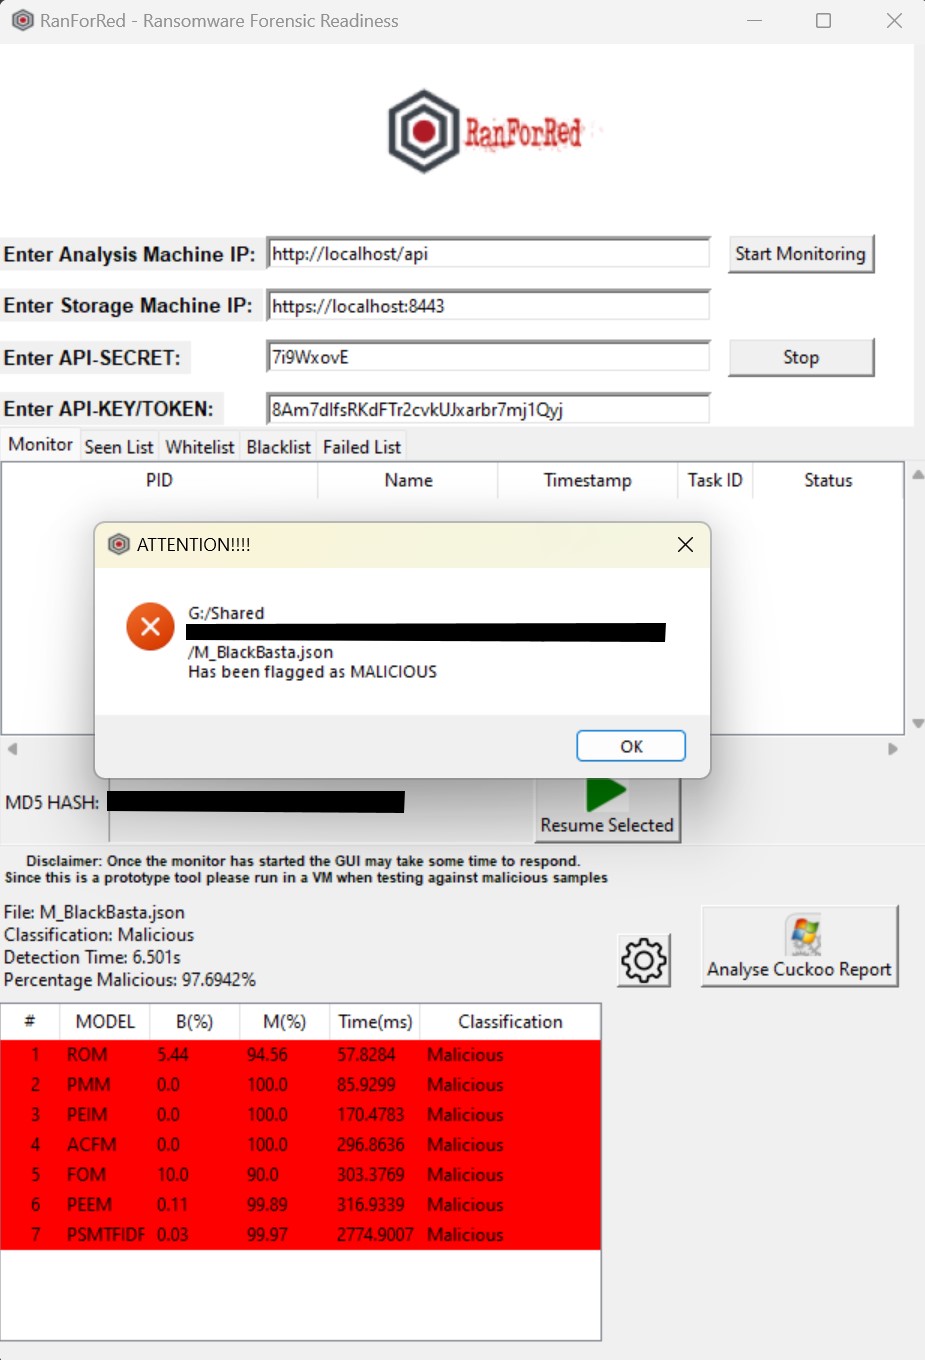 RanForRed - Ransomware Forensic Readiness
RanForRed
Enter Analysis Machine IP: http://localhost/api Start Monitoring
Enter Storage Machine IP: https://localhost:8443
Enter API-SECRET: 7i9WxovE Stop
Enter API-KEY/TOKEN: 8Am7dlfsRKdFTr2cvkUJxarbr7mj1Qyj
Monitor Seen List Whitelist Blacklist Failed List
PID Name Timestamp Task ID Status
ATTENTION!!!!
G:/Shared
/M_BlackBasta.json
Has been flagged as MALICIOUS
OK
MD5 HASH:
Resume Selected
Disclaimer: Once the monitor has started the GUI may take some time to respond.
Since this is a prototype tool please run in a VM when testing against malicious samples
File: M_BlackBasta.json
Classification: Malicious
Detection Time: 6.501s
Percentage Malicious: 97.6942%
Analyse Cuckoo Report
# MODEL B(%) M(%) Time(ms) Classification
1 ROM 5.44 94.56 57.8284 Malicious
2 PMM 0.0 100.0 85.9299 Malicious
3 PEIM 0.0 100.0 170.4783 Malicious
4 ACFM 0.0 100.0 296.8636 Malicious
5 FOM 10.0 90.0 303.3769 Malicious
6 PEEM 0.11 99.89 316.9339 Malicious
7 PSMTFIDF 0.03 99.97 2774.9007 Malicious